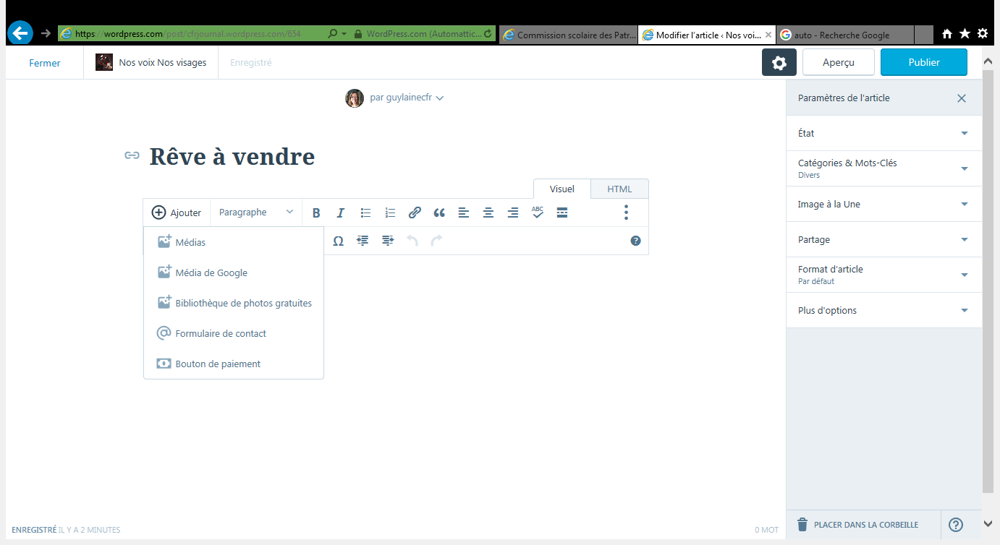 https://wordpress.com/post/cfrjournal.wordpress.com/654
WordPress.com (Automattic...
Commission scolaire des Patr...
Modifier l'article ‹ Nos voi...
auto - Recherche Google
Fermer
Nos voix Nos visages
Enregistré
Aperçu
Publier
par guylainecfr
Rêve à vendre
Visuel
HTML
Ajouter
Paragraphe
B
I
ABC
Ω
Médias
Média de Google
Bibliothèque de photos gratuites
Formulaire de contact
Bouton de paiement
Paramètres de l'article
État
Catégories & Mots-Clés
Divers
Image à la Une
Partage
Format d'article
Par défaut
Plus d'options
ENREGISTRÉ IL Y A 2 MINUTES
0 MOT
PLACER DANS LA CORBEILLE